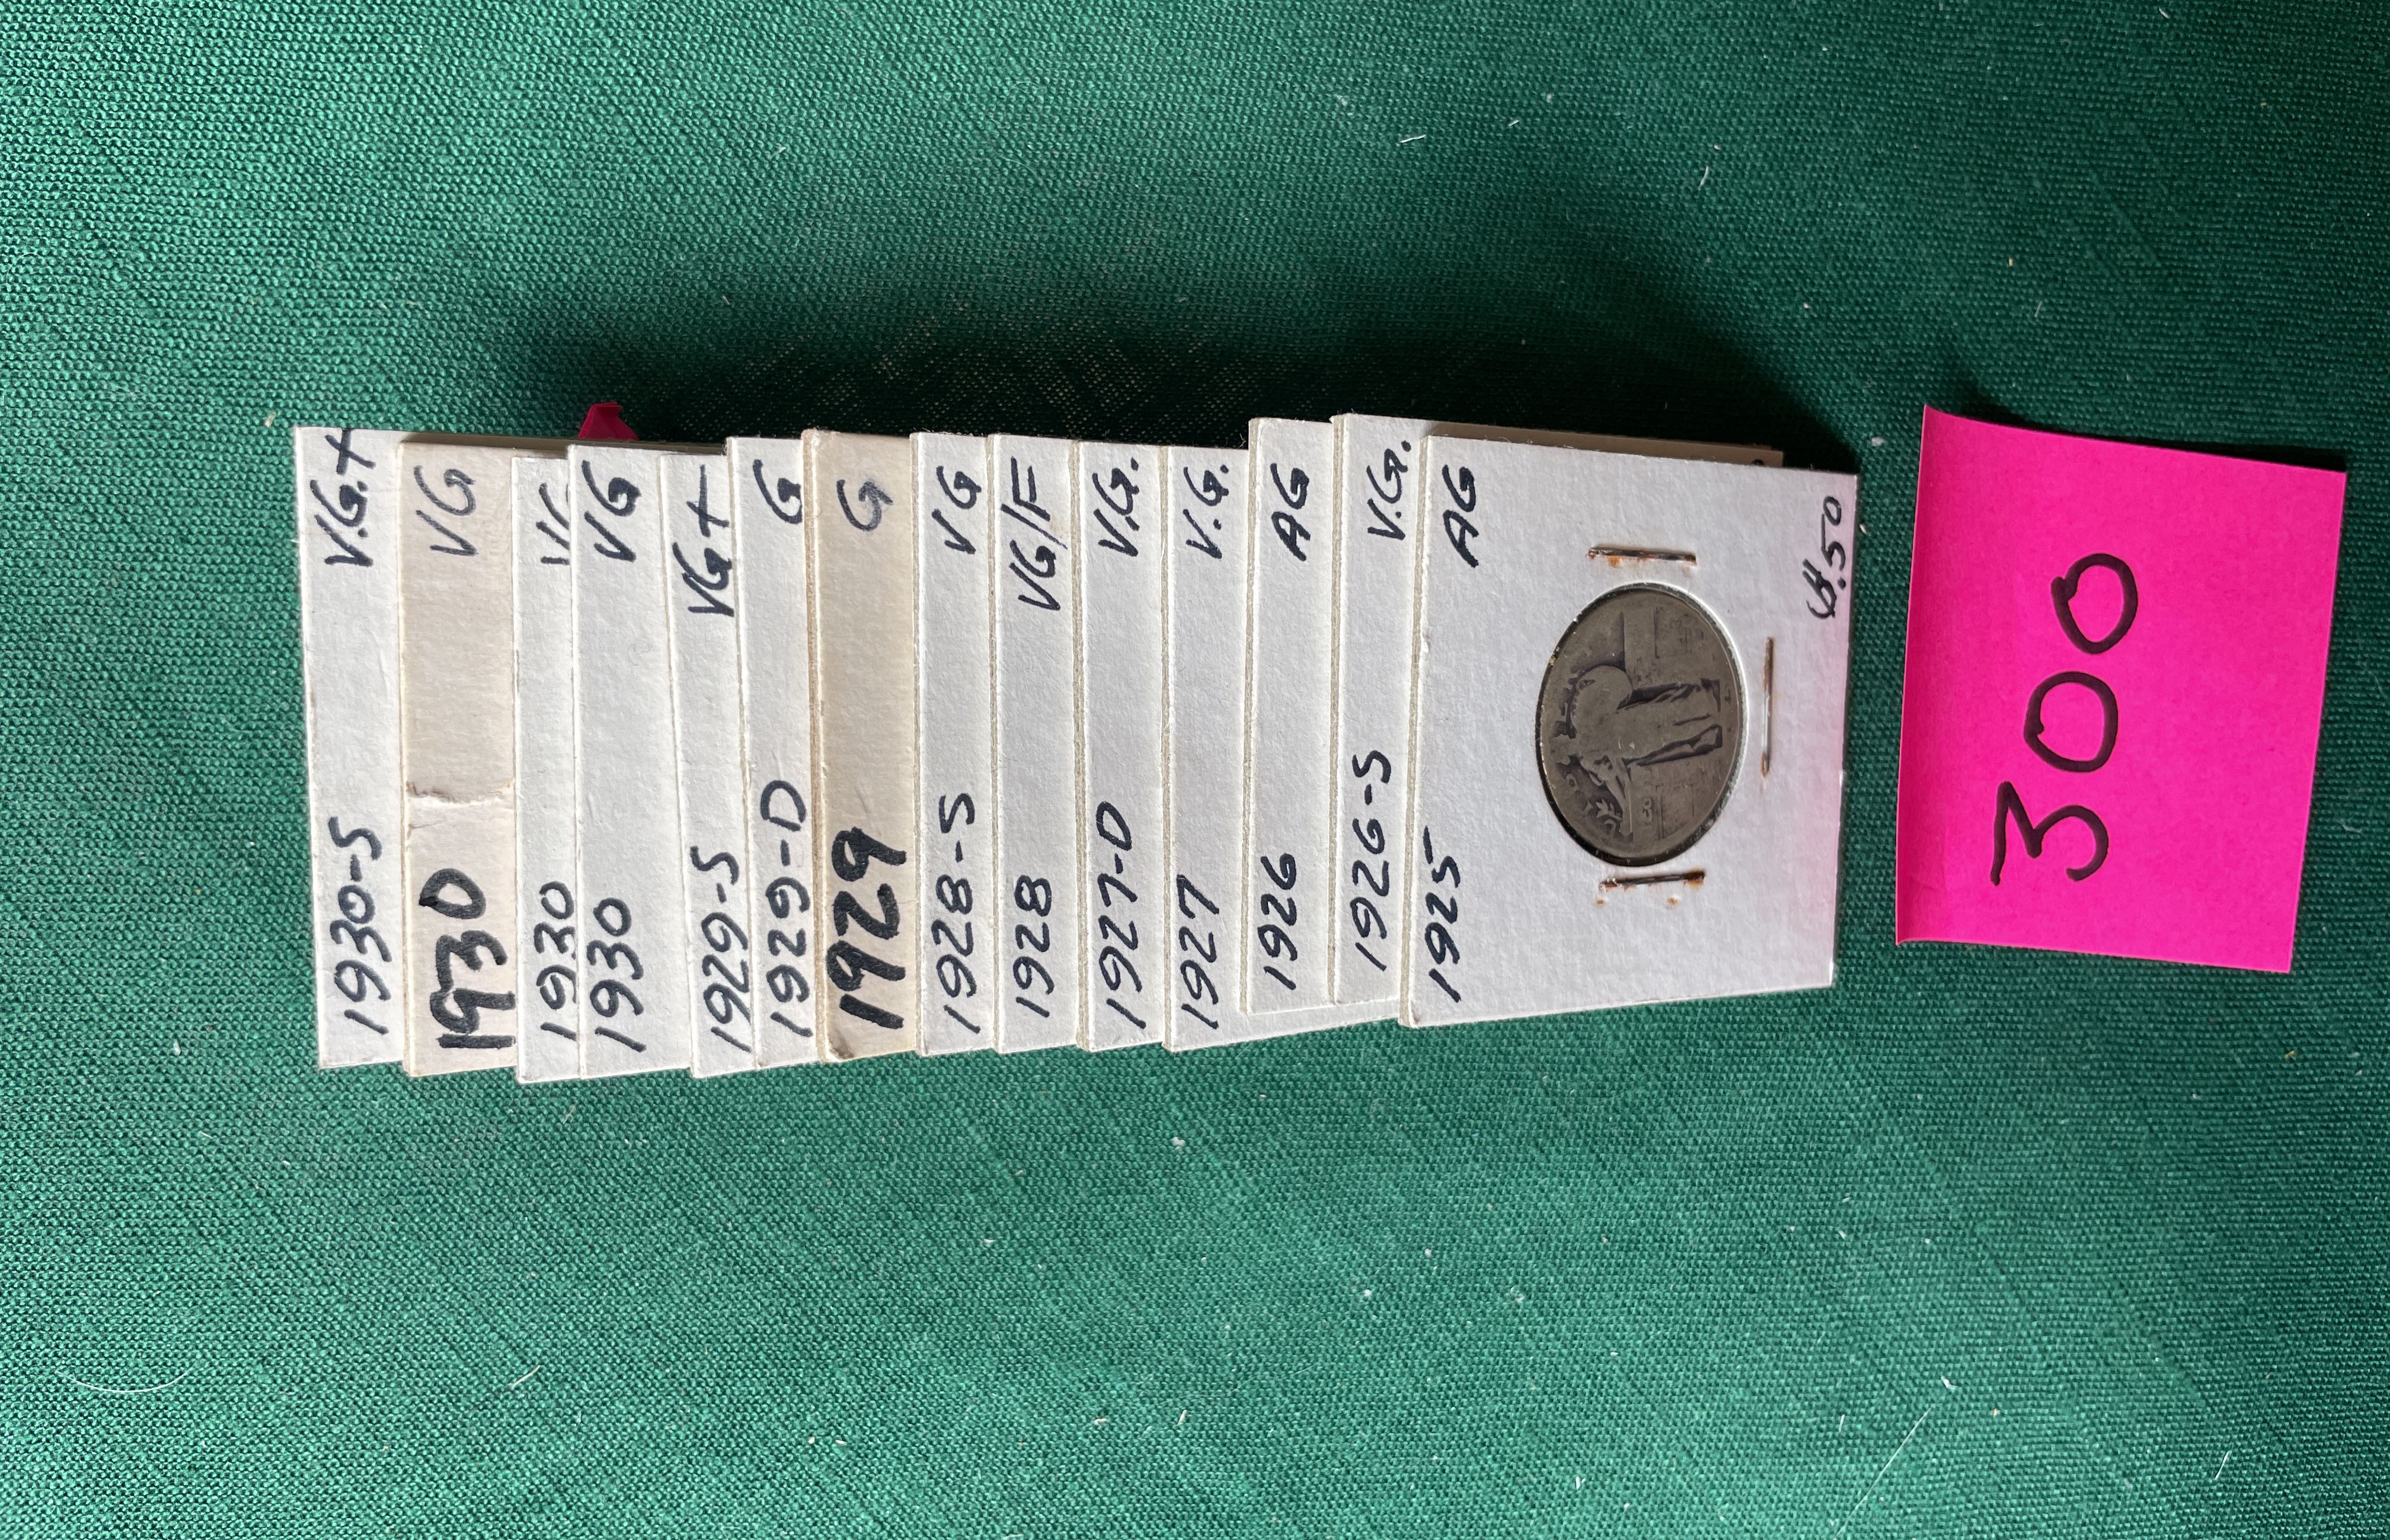 1930-S V.G.+
1930 VG
1930
1930 VG
1929-S VG+
1929-D G
1929 G
1928-S VG
1928 VG/F
1927-D V.G.
1927 V.G.
1926 AG
1926-S V.G.
1925 AG
$.50
300